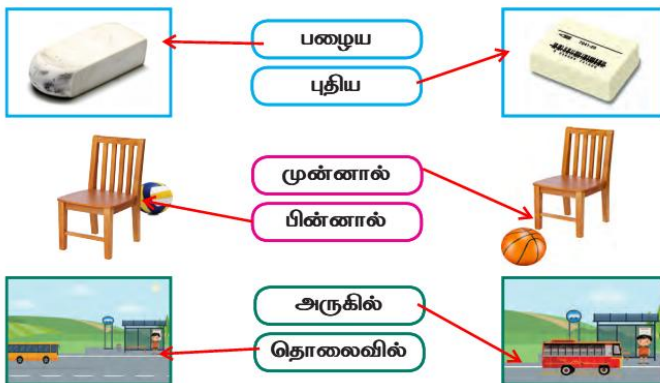 பழைய
புதிய
முன்னால்
பின்னால்
அருகில்
தொலைவில்